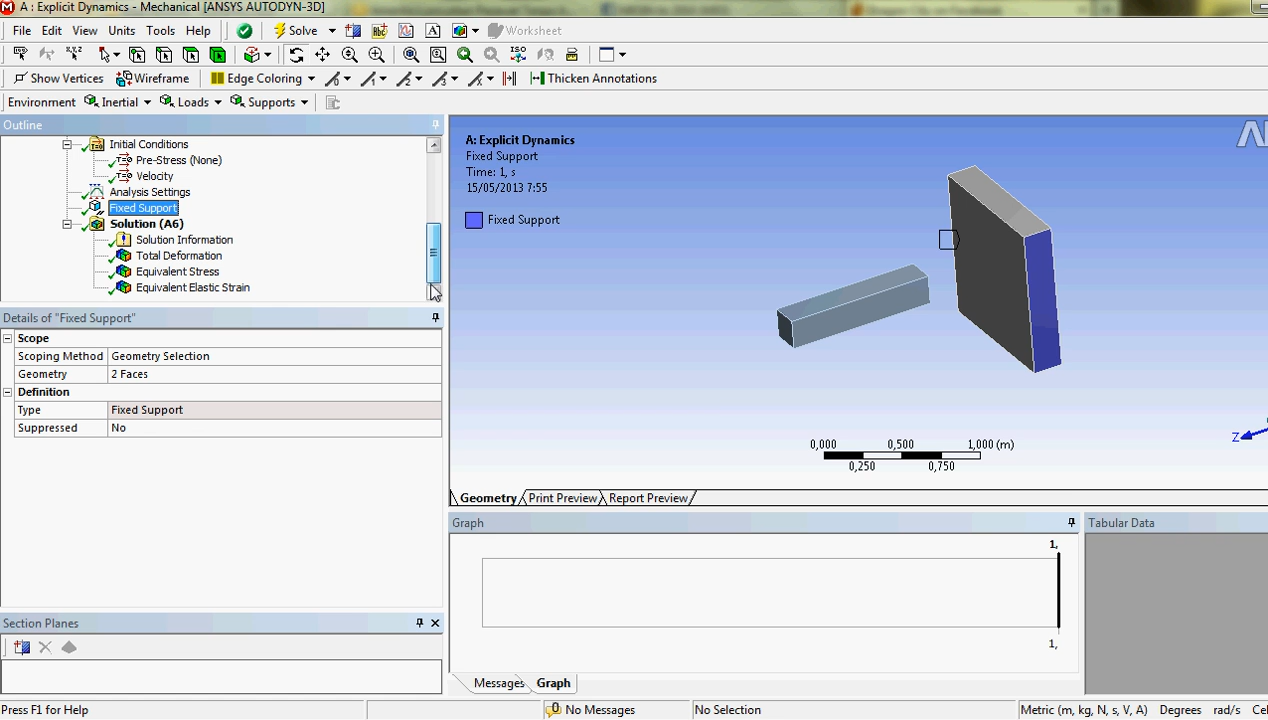 A : Explicit Dynamics - Mechanical [ANSYS AUTODYN-3D]
File Edit View Units Tools Help Solve Worksheet
Show Vertices Wireframe Edge Coloring Thicken Annotations
Environment Inertial Loads Supports
Outline
Initial Conditions
Pre-Stress (None)
Velocity
Analysis Settings
Fixed Support
Solution (A6)
Solution Information
Total Deformation
Equivalent Stress
Equivalent Elastic Strain
Details of "Fixed Support"
Scope
Scoping Method Geometry Selection
Geometry 2 Faces
Definition
Type Fixed Support
Suppressed No
Section Planes
A: Explicit Dynamics
Fixed Support
Time: 1, s
15/05/2013 7:55
Fixed Support
0,000 0,500 1,000 (m)
0,250 0,750
Z
Geometry Print Preview Report Preview
Graph
1,
1,
Messages Graph
Tabular Data
Press F1 for Help 0 No Messages No Selection Metric (m, kg, N, s, V, A) Degrees rad/s Cel